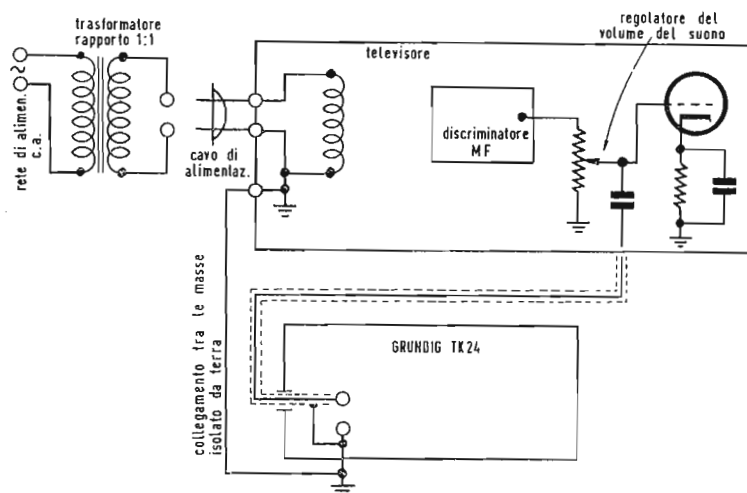 trasformatore
rapporto 1:1
rete di alimen.
c.a.
cavo di
alimentaz.
televisore
regolatore del
volume del suono
discriminatore
MF
collegamento tra le masse
isolato da terra
GRUNDIG TK24